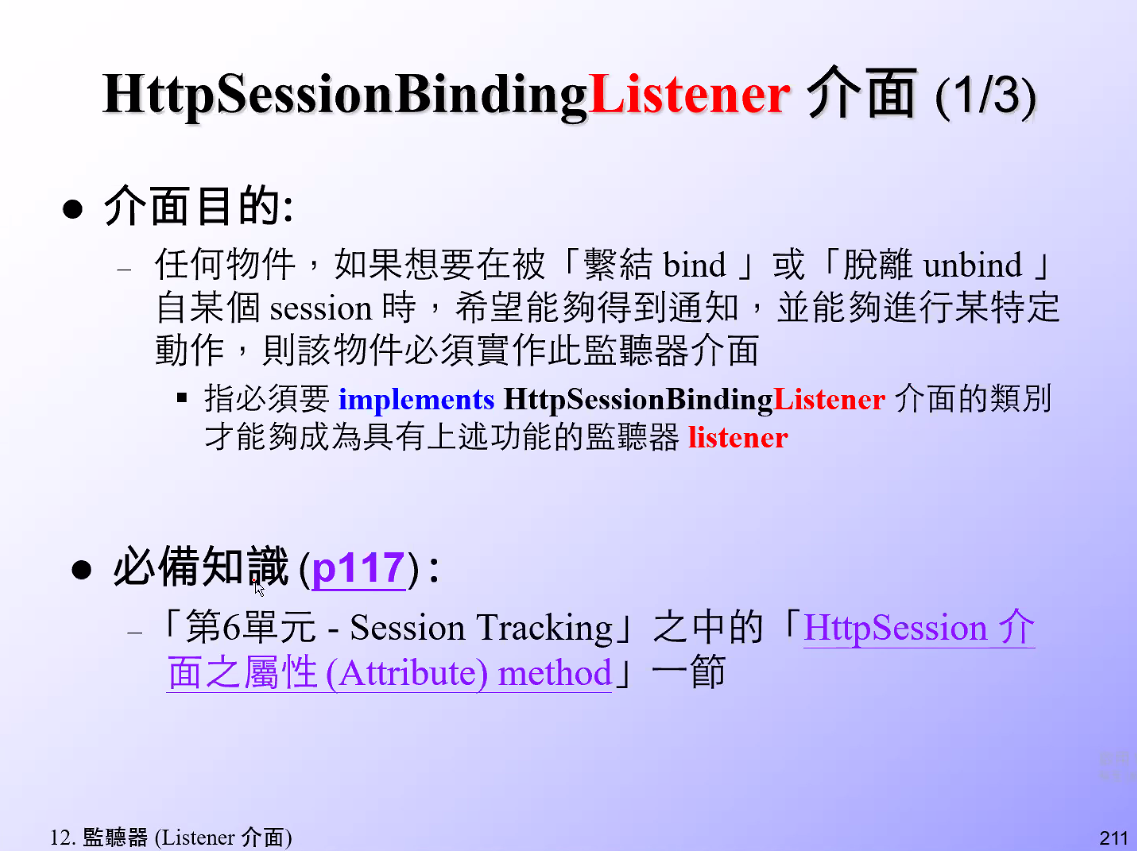 HttpSessionBindingListener 介面 (1/3)
● 介面目的:
– 任何物件，如果想要在被「繫結 bind 」或「脫離 unbind 」
自某個 session 時，希望能夠得到通知，並能夠進行某特定
動作，則該物件必須實作此監聽器介面
▪ 指必須要 implements HttpSessionBindingListener 介面的類別
才能夠成為具有上述功能的監聽器 listener
● 必備知識 (p117) :
–「第6單元 - Session Tracking」之中的「HttpSession 介
面之屬性 (Attribute) method」一節
12. 監聽器 (Listener 介面)
211